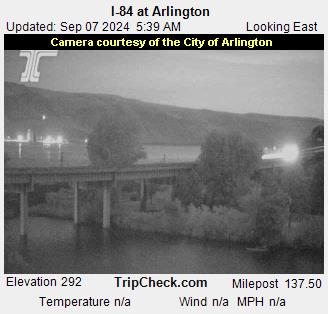 I-84 at Arlington
Updated: Sep 07 2024 5:39 AM Looking East
Camera courtesy of the City of Arlington
Elevation 292 TripCheck.com Milepost 137.50
Temperature n/a Wind n/a MPH n/a